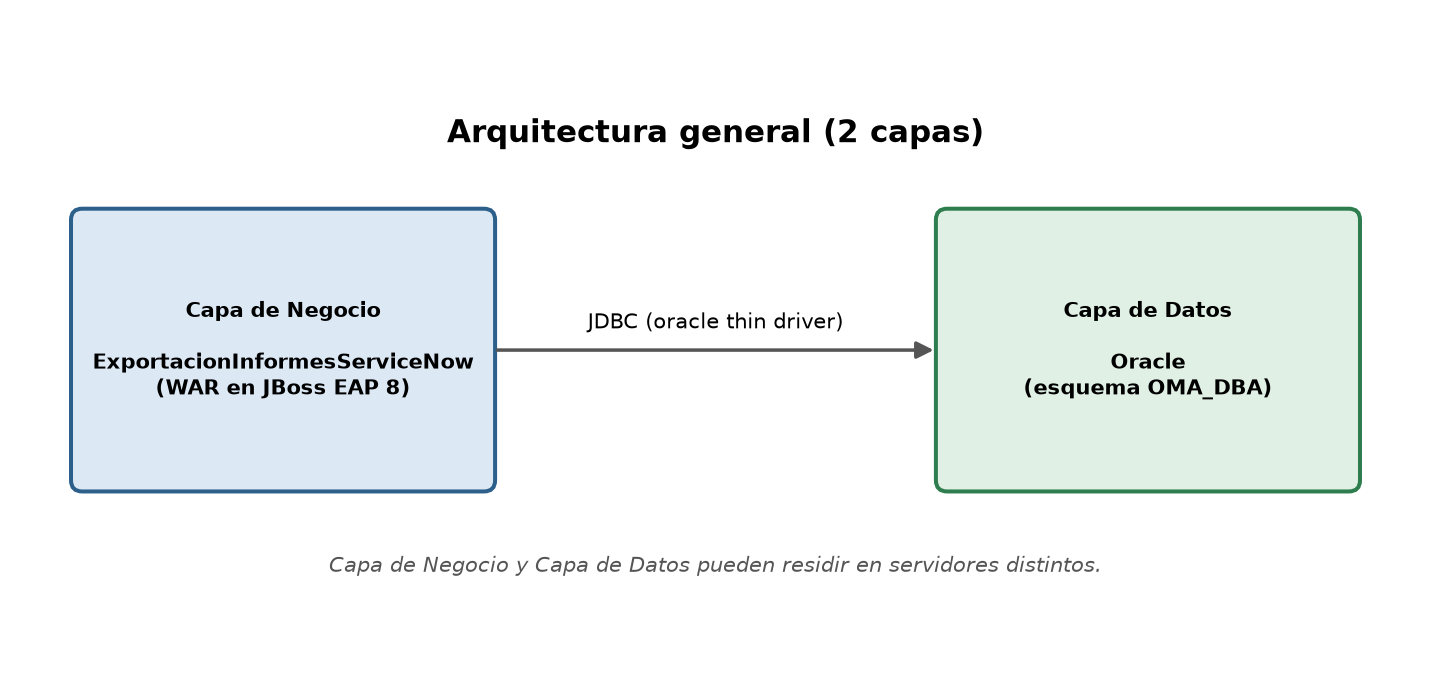 Arquitectura general (2 capas)
Capa de Negocio
ExportacionInformesServiceNow
(WAR en JBoss EAP 8)
JDBC (oracle thin driver)
Capa de Datos
Oracle
(esquema OMA_DBA)
Capa de Negocio y Capa de Datos pueden residir en servidores distintos.